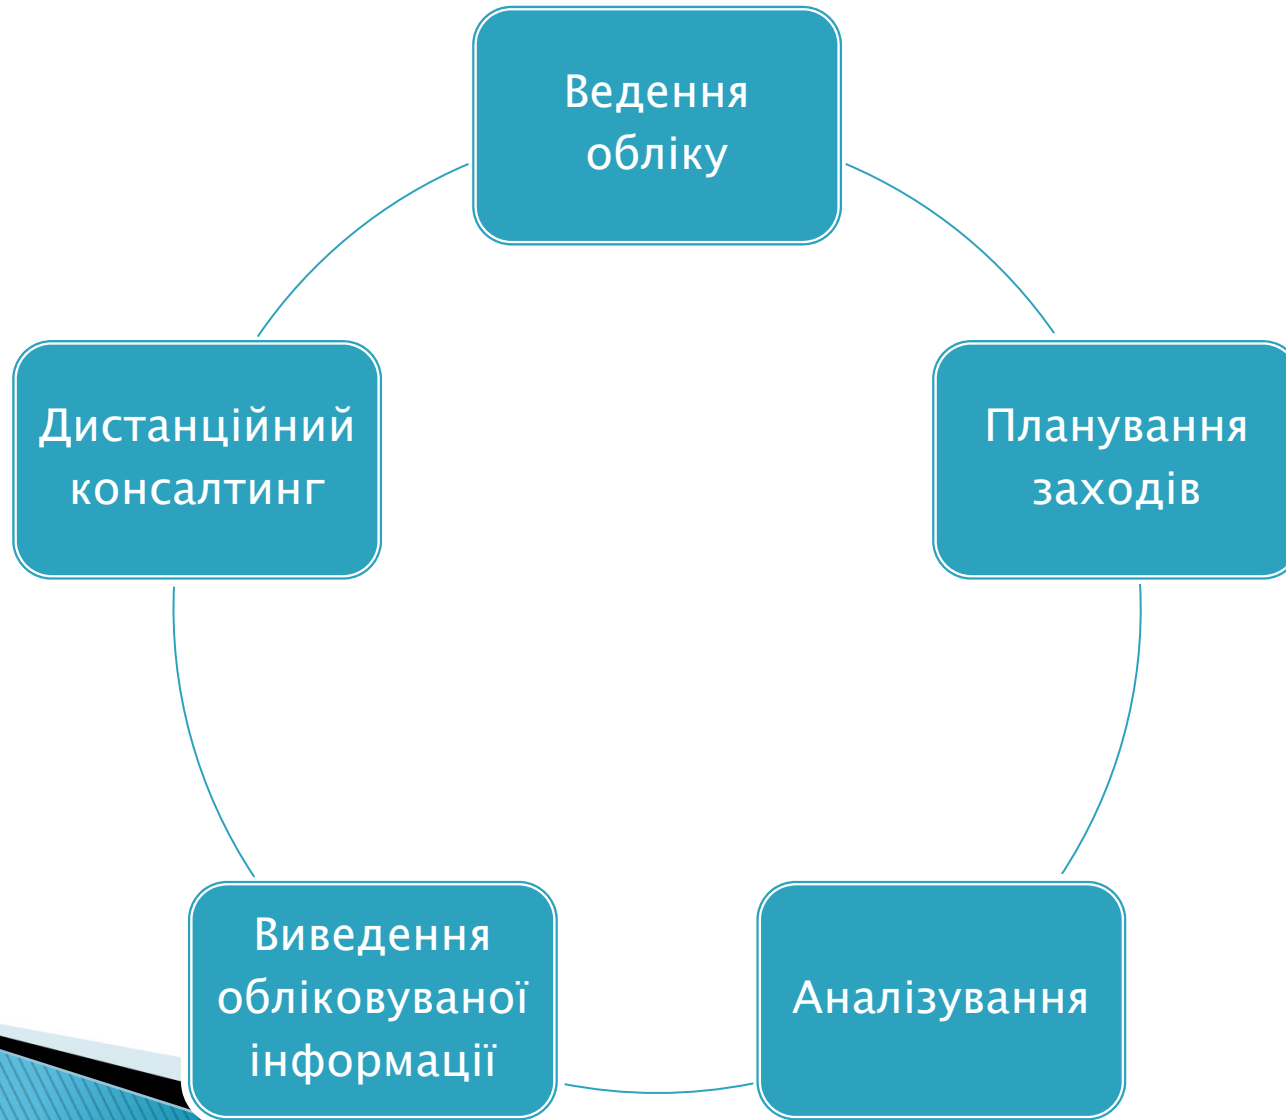 Ведення
обліку
Планування
заходів
Аналізування
Виведення
обліковуваної
інформації
Дистанційний
консалтинг